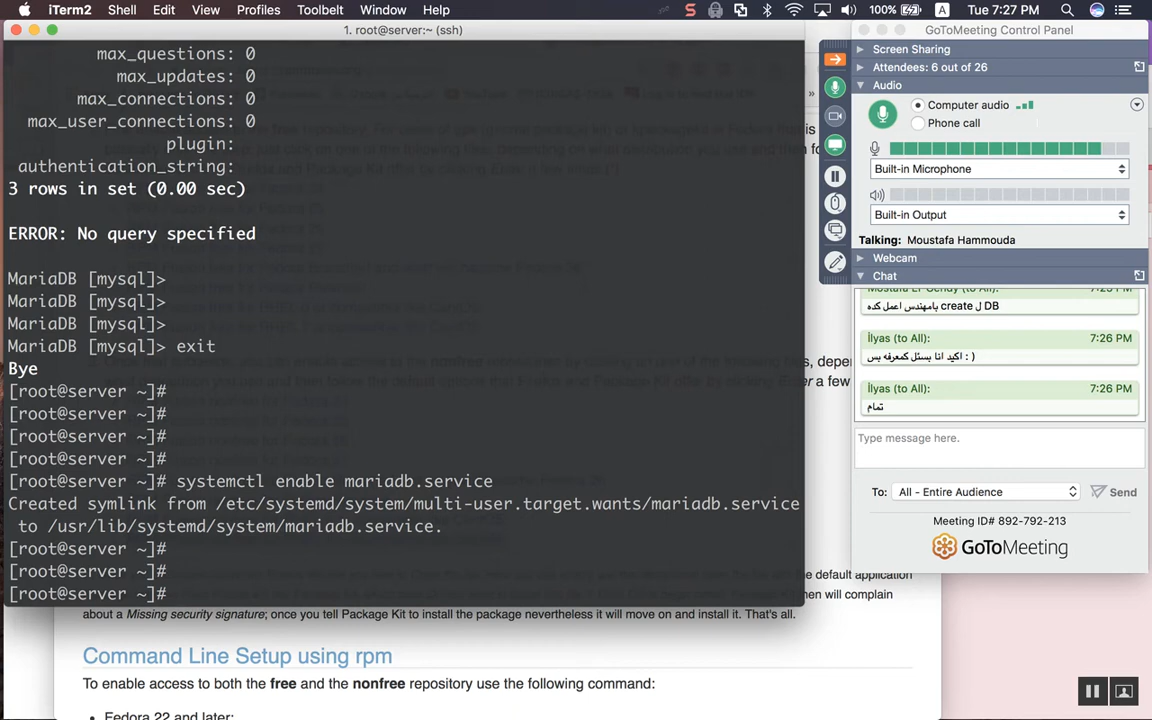 iTerm2 Shell Edit View Profiles Toolbelt Window Help 100% A Tue 7:27 PM
1. root@server:~ (ssh)
max_questions: 0
max_updates: 0
max_connections: 0
max_user_connections: 0
plugin:
authentication_string:
3 rows in set (0.00 sec)
ERROR: No query specified
MariaDB [mysql]>
MariaDB [mysql]>
MariaDB [mysql]>
MariaDB [mysql]> exit
Bye
[root@server ~]#
[root@server ~]#
[root@server ~]#
[root@server ~]#
[root@server ~]# systemctl enable mariadb.service
Created symlink from /etc/systemd/system/multi-user.target.wants/mariadb.service
to /usr/lib/systemd/system/mariadb.service.
[root@server ~]#
[root@server ~]#
[root@server ~]#
about a Missing security signature; once you tell Package Kit to install the package nevertheless it will move on and install it. That's all.
Command Line Setup using rpm
To enable access to both the free and the nonfree repository use the following command:
• Fedora 22 and later:
GoToMeeting Control Panel
Screen Sharing
Attendees: 6 out of 26
Audio
Computer audio
Phone call
Built-in Microphone
Built-in Output
Talking: Moustafa Hammouda
Webcam
Chat
بامهندس اعمل كده create ل DB
İlyas (to All): 7:26 PM
اكيد انا بسئل كمعرفه بس : )
İlyas (to All): 7:26 PM
تمام
Type message here.
To: All - Entire Audience Send
Meeting ID# 892-792-213
GoToMeeting